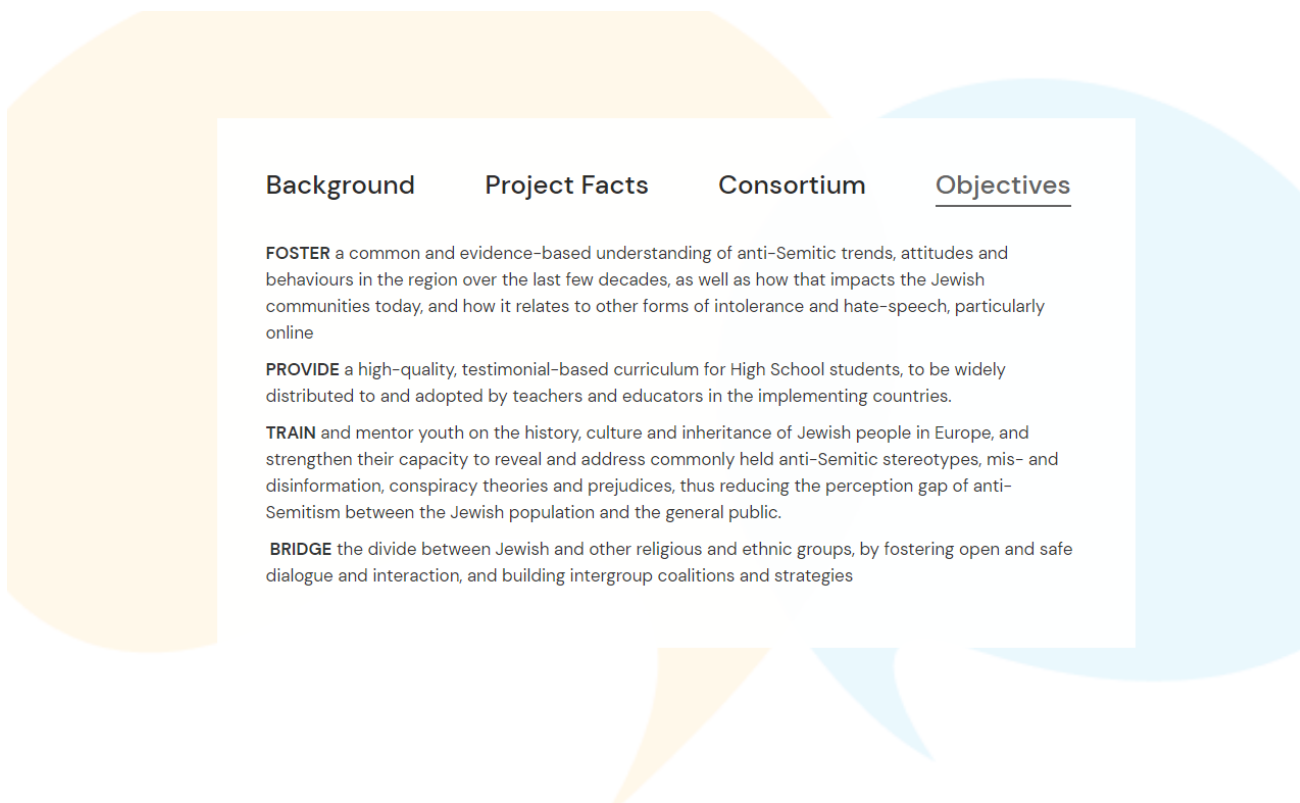 Background Project Facts Consortium Objectives
FOSTER a common and evidence-based understanding of anti-Semitic trends, attitudes and
behaviours in the region over the last few decades, as well as how that impacts the Jewish
communities today, and how it relates to other forms of intolerance and hate-speech, particularly
online
PROVIDE a high-quality, testimonial-based curriculum for High School students, to be widely
distributed to and adopted by teachers and educators in the implementing countries.
TRAIN and mentor youth on the history, culture and inheritance of Jewish people in Europe, and
strengthen their capacity to reveal and address commonly held anti-Semitic stereotypes, mis- and
disinformation, conspiracy theories and prejudices, thus reducing the perception gap of anti-
Semitism between the Jewish population and the general public.
BRIDGE the divide between Jewish and other religious and ethnic groups, by fostering open and safe
dialogue and interaction, and building intergroup coalitions and strategies